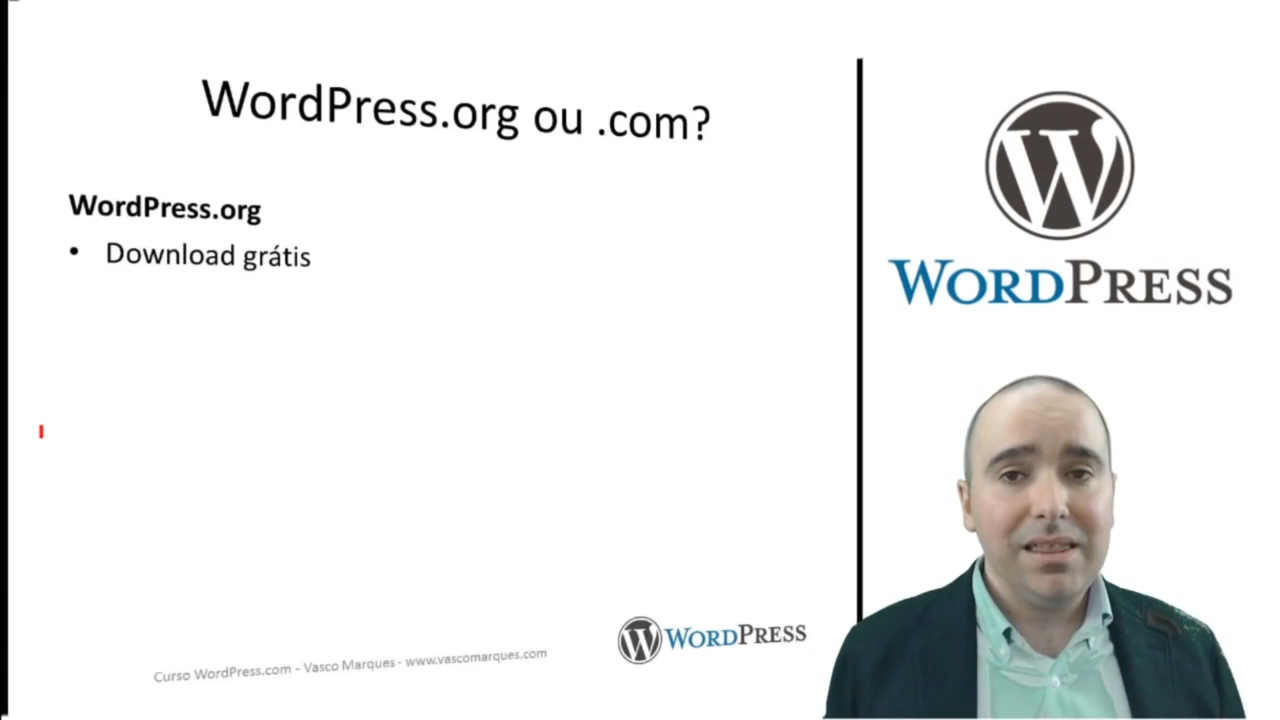 WordPress.org ou .com?
WordPress.org
• Download grátis
WORDPRESS
Curso WordPress.com - Vasco Marques - www.vascomarques.com
WORDPRESS